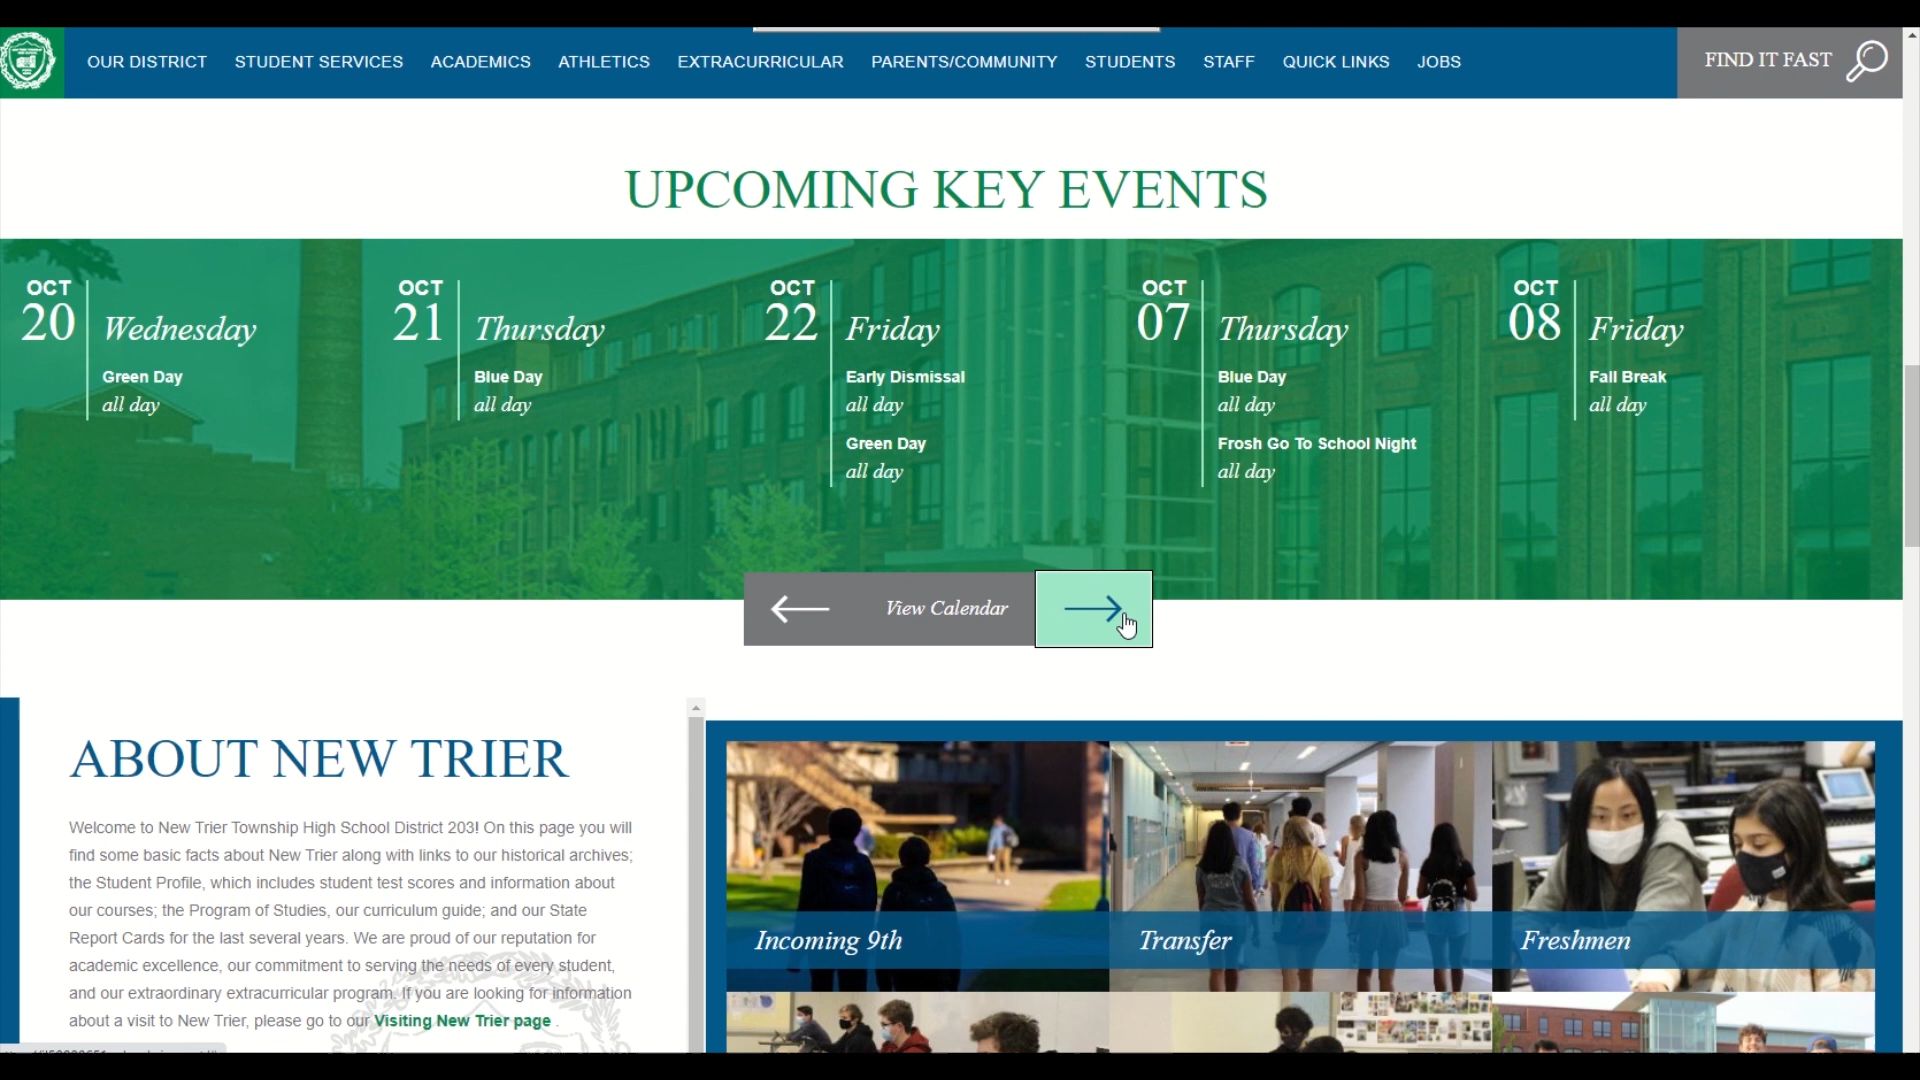 OUR DISTRICT STUDENT SERVICES ACADEMICS ATHLETICS EXTRACURRICULAR PARENTS/COMMUNITY STUDENTS STAFF QUICK LINKS JOBS FIND IT FAST
UPCOMING KEY EVENTS
OCT
20
Wednesday
Green Day
all day
OCT
21
Thursday
Blue Day
all day
OCT
22
Friday
Early Dismissal
all day
Green Day
all day
OCT
07
Thursday
Blue Day
all day
Frosh Go To School Night
all day
OCT
08
Friday
Fall Break
all day
View Calendar
ABOUT NEW TRIER
Welcome to New Trier Township High School District 203! On this page you will
find some basic facts about New Trier along with links to our historical archives;
the Student Profile, which includes student test scores and information about
our courses; the Program of Studies, our curriculum guide; and our State
Report Cards for the last several years. We are proud of our reputation for
academic excellence, our commitment to serving the needs of every student,
and our extraordinary extracurricular program. If you are looking for information
about a visit to New Trier, please go to our Visiting New Trier page .
Incoming 9th
Transfer
Freshmen